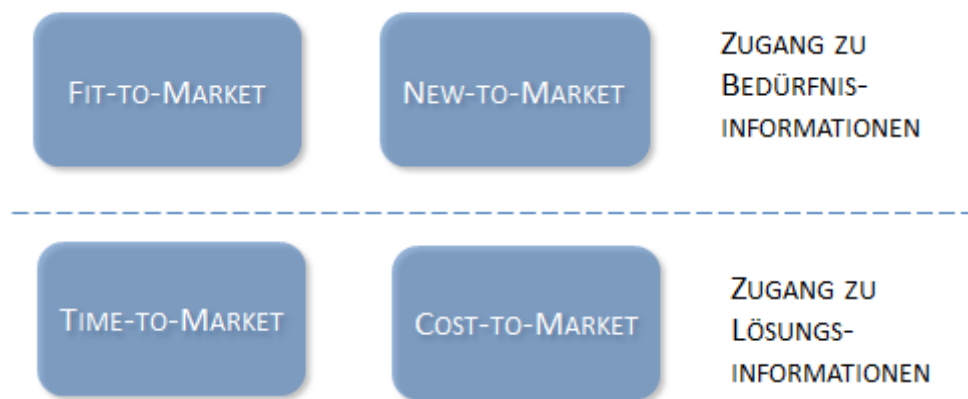 FIT-TO-MARKET
NEW-TO-MARKET
ZUGANG ZU
BEDÜRFNIS-
INFORMATIONEN
TIME-TO-MARKET
COST-TO-MARKET
ZUGANG ZU
LÖSUNGS-
INFORMATIONEN